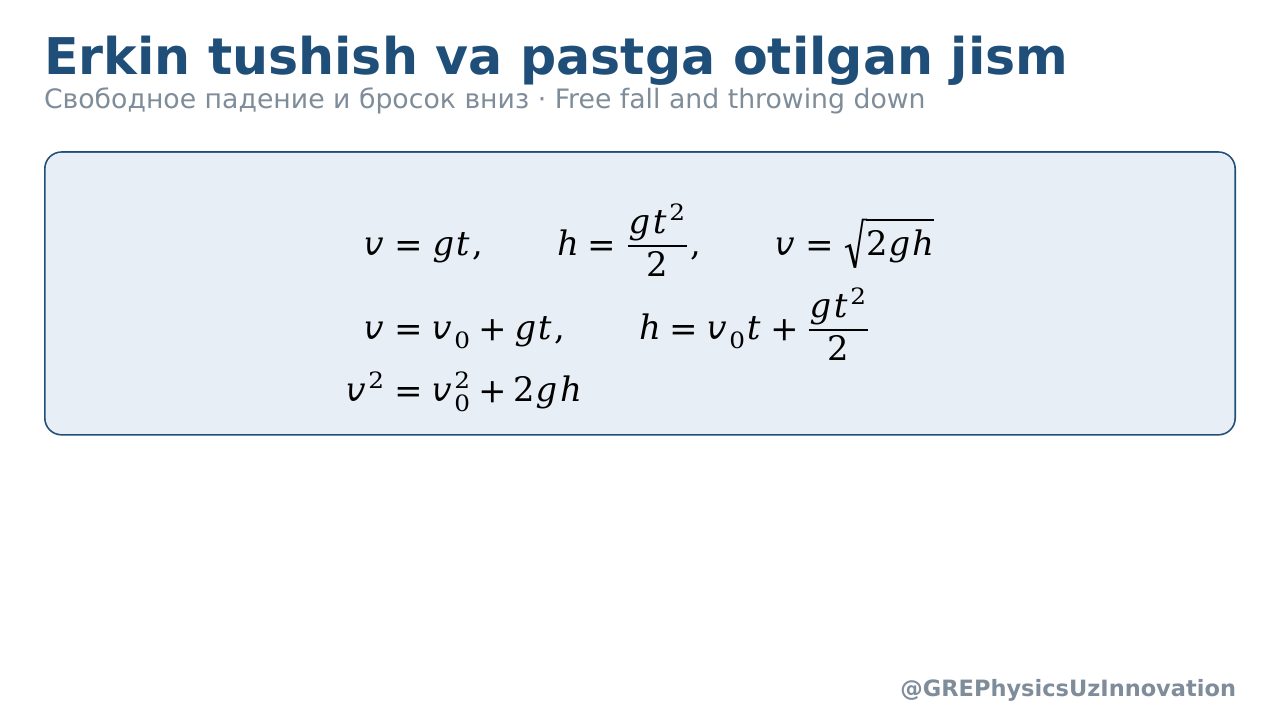 Erkin tushish va pastga otilgan jism
Свободное падение и бросок вниз · Free fall and throwing down
v = gt, h = gt²/2, v = √2gh
v = v₀ + gt, h = v₀t + gt²/2
v² = v₀² + 2gh
@GREPhysicsUzInnovation